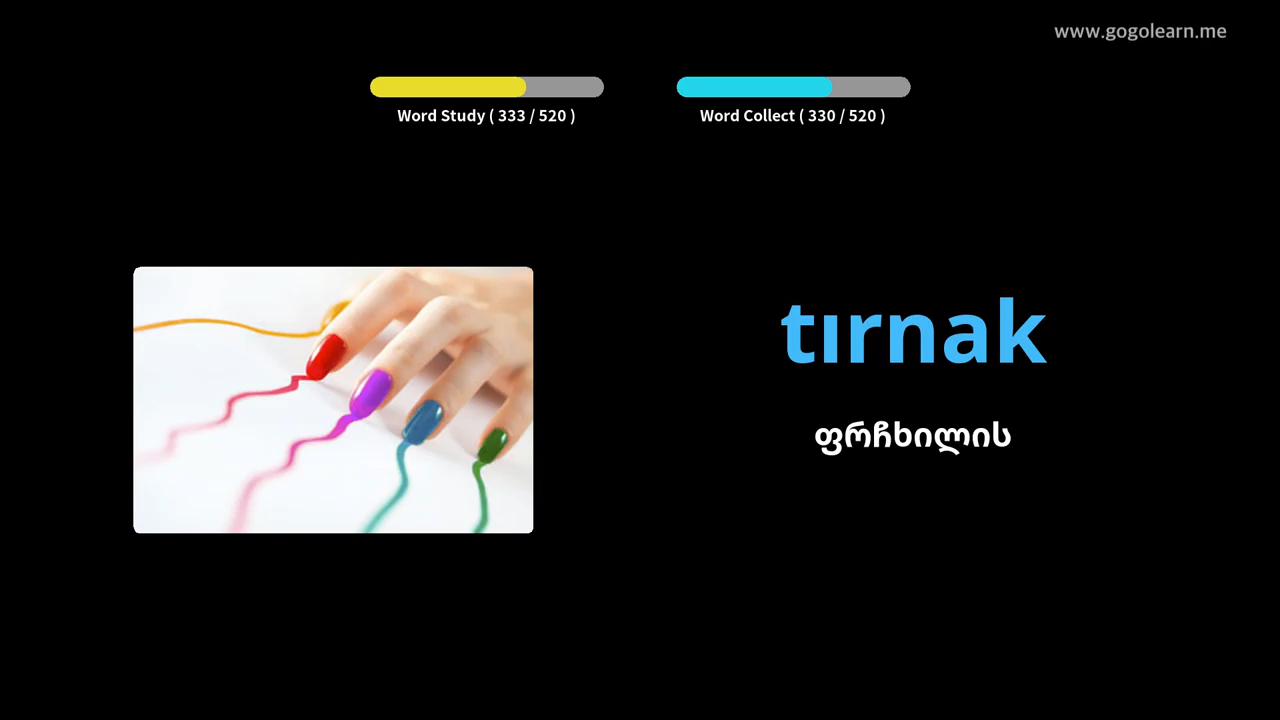 www.gogolearn.me
Word Study ( 333 / 520 )
Word Collect ( 330 / 520 )
tırnak
ფრჩხილის